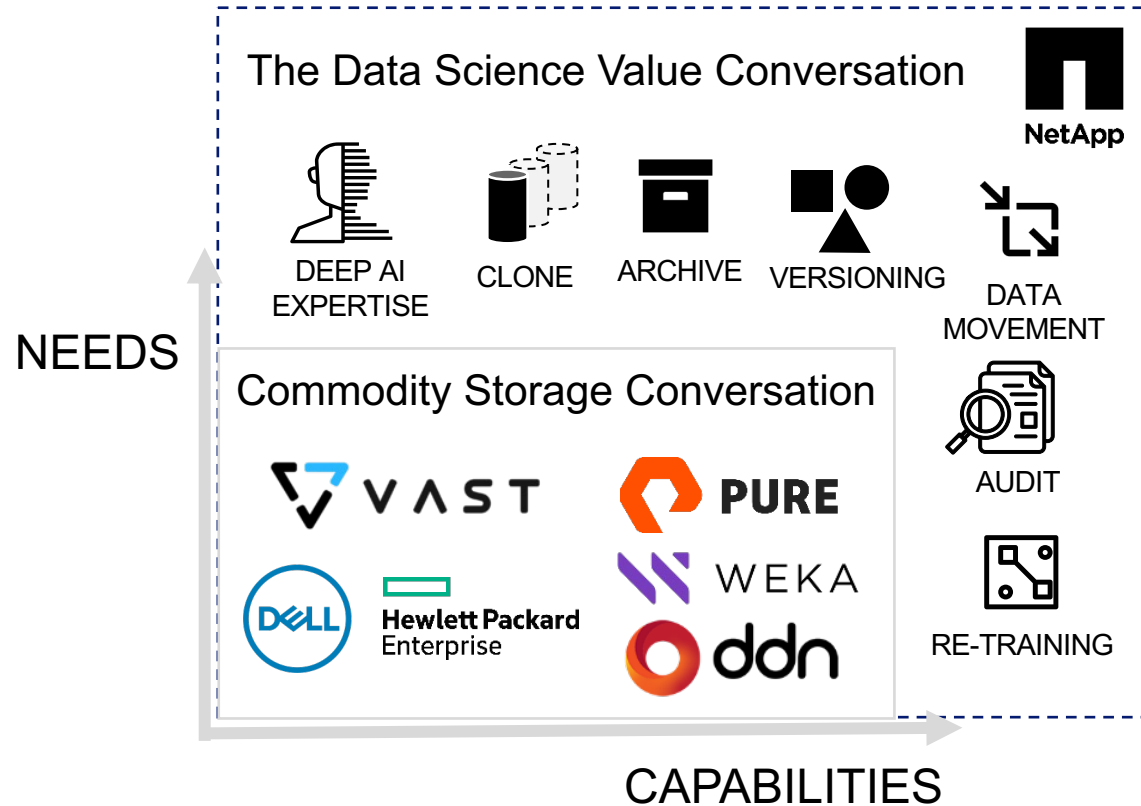 The Data Science Value Conversation
NetApp
DEEP AI
EXPERTISE
CLONE
ARCHIVE
VERSIONING
DATA
MOVEMENT
NEEDS
Commodity Storage Conversation
VAST
PURE
AUDIT
DELL
Hewlett Packard
Enterprise
WEKA
ddn
RE-TRAINING
CAPABILITIES